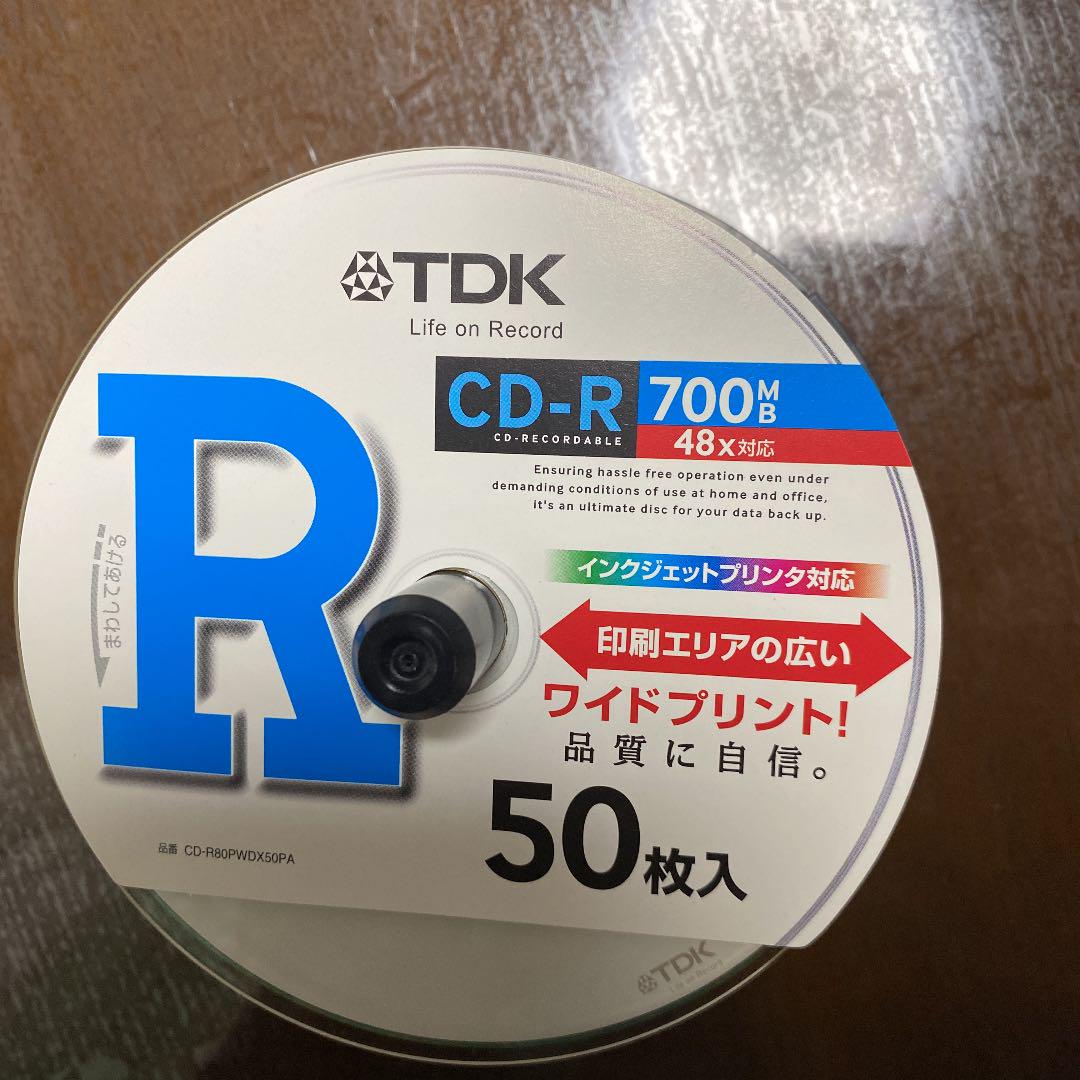 TDK
Life on Record
CD-R
CD-RECORDABLE
700MB
48x対応
Ensuring hassle free operation even under
demanding conditions of use at home and office,
it's an ultimate disc for your data back up.
R
まわしてあける
インクジェットプリンタ対応
印刷エリアの広い
ワイドプリント!
品質に自信。
50枚入
品番 CD-R80PWDX50PA
TDK
Life on Record